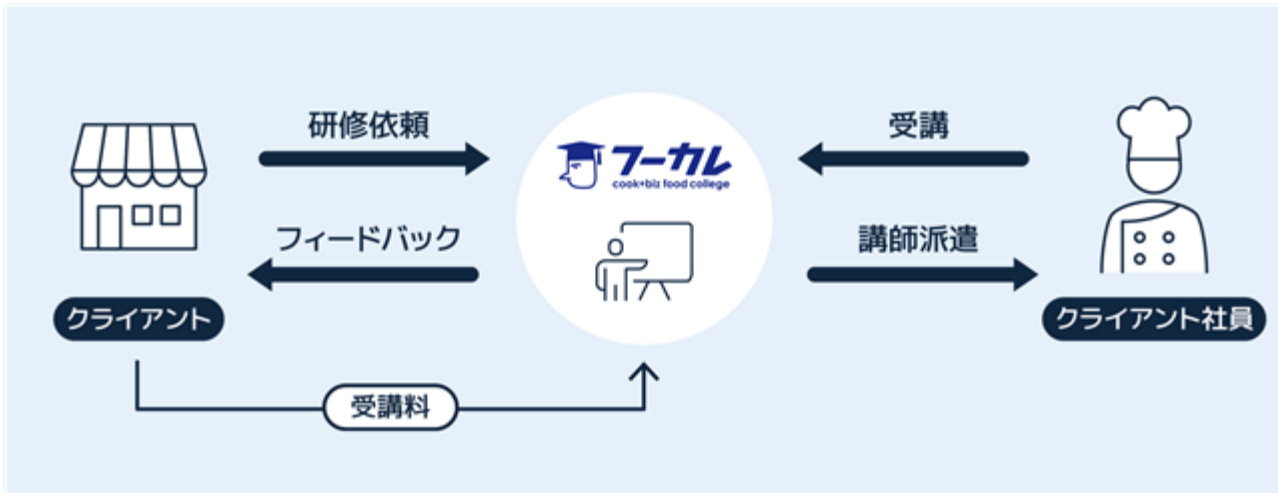 研修依頼
フィードバック
クライアント
フーカレ
cook+biz food college
受講
講師派遣
クライアント社員
受講料